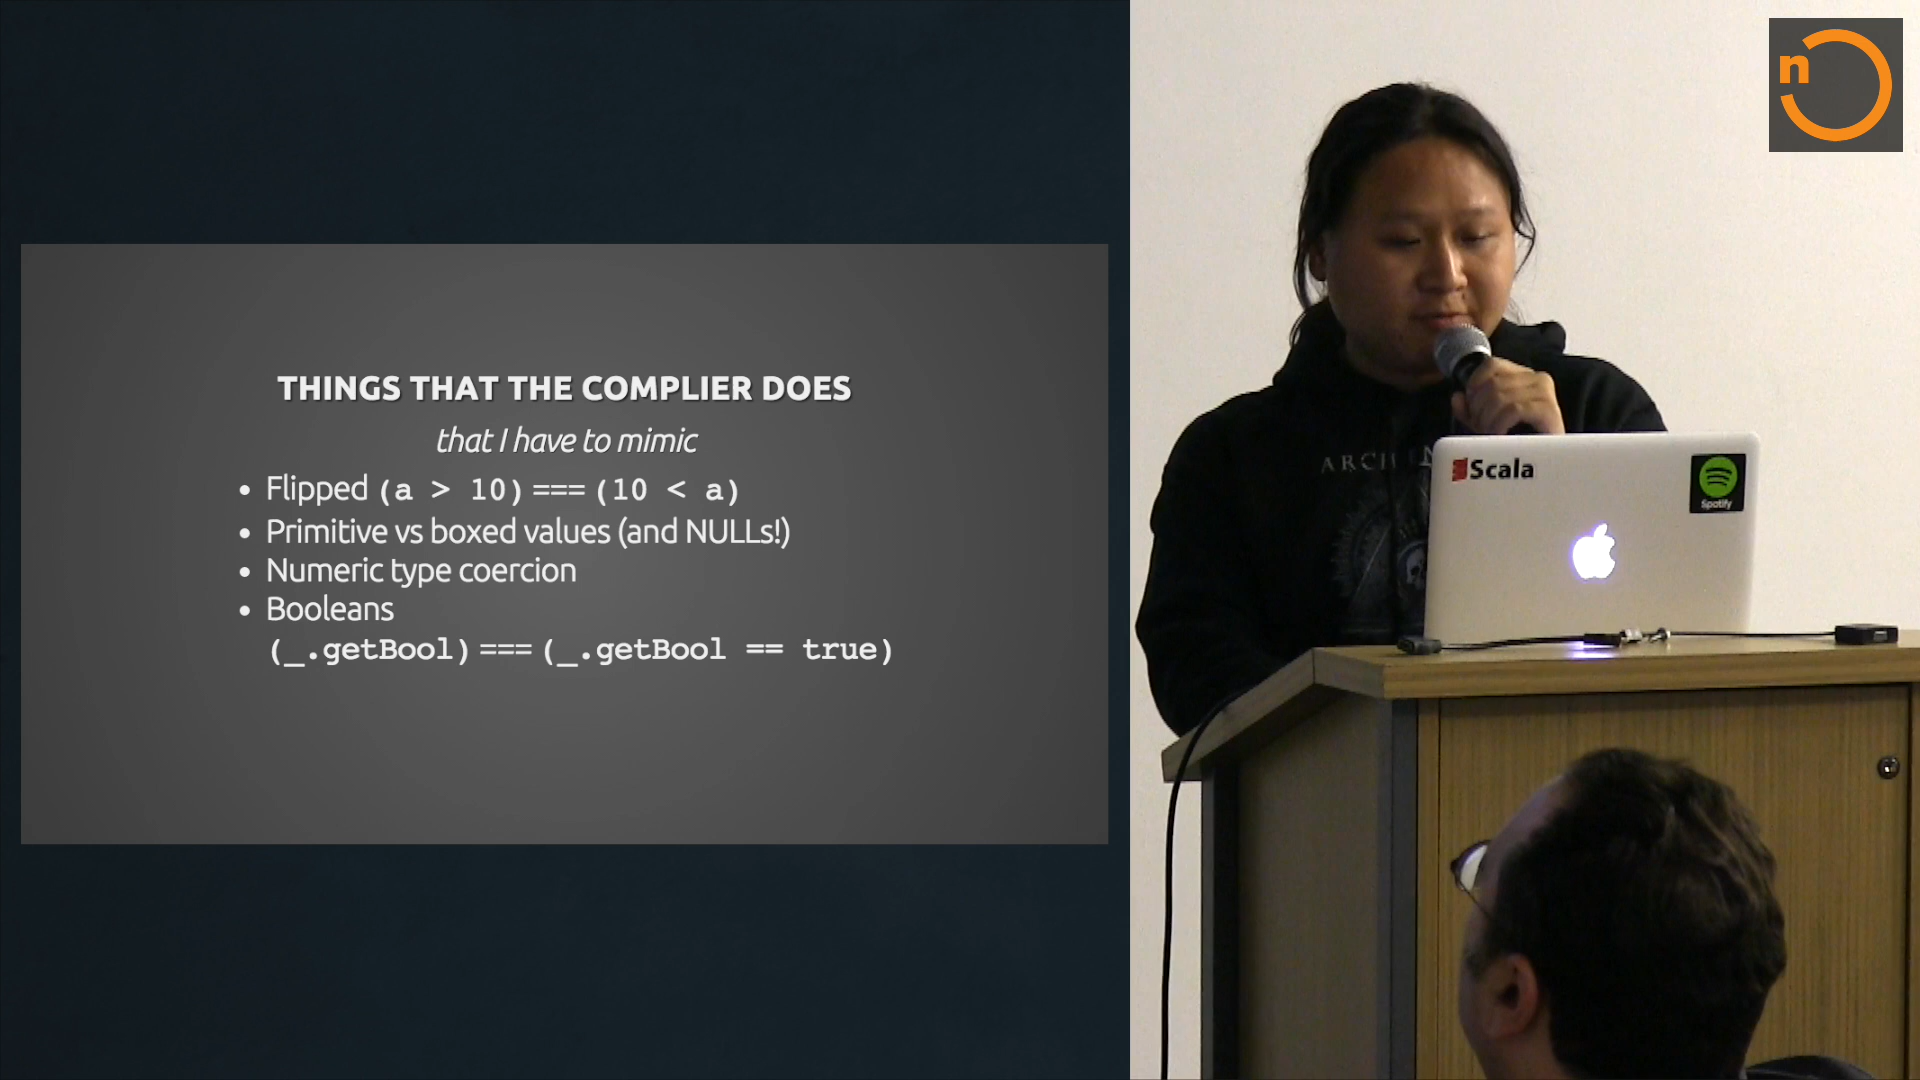 THINGS THAT THE COMPLIER DOES
that I have to mimic
• Flipped (a > 10) === (10 < a)
• Primitive vs boxed values (and NULLs!)
• Numeric type coercion
• Booleans
(_.getBool) === (_.getBool == true)
n
Scala
Spotify